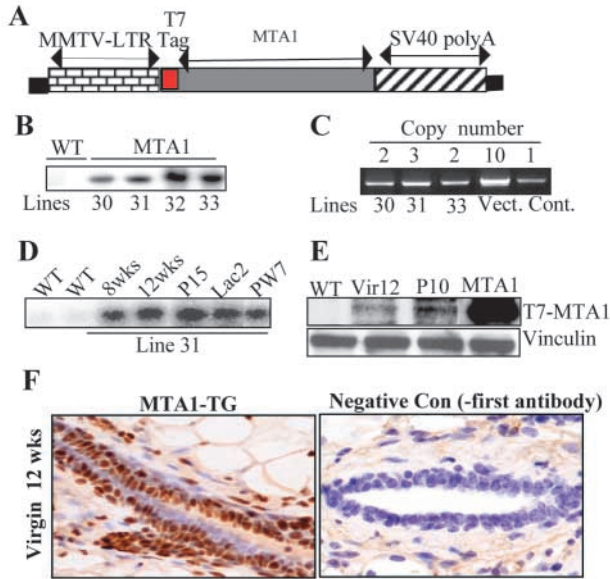 A
MMTV-LTR
T7
Tag
MTA1
SV40 polyA
B
WT MTA1
Lines 30 31 32 33
C
Copy number
2 3 2 10 1
Lines 30 31 33 Vect. Cont.
D
WT WT 8wks 12wks P15 Lac2 PW7
Line 31
E
WT Vir12 P10 MTA1
T7-MTA1
Vinculin
F
MTA1-TG
Negative Con (-first antibody)
Virgin 12 wks